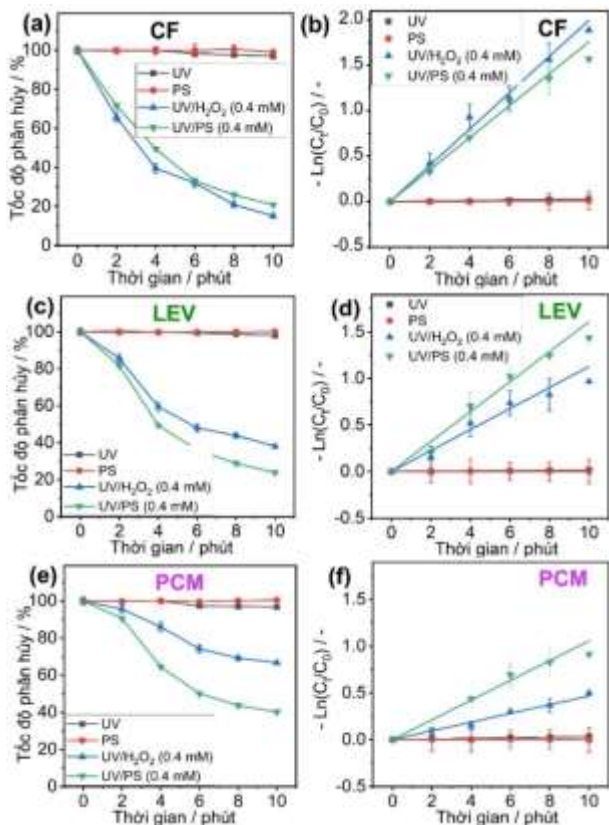 (a)
CF
Tốc độ phân hủy / %
100
80
60
40
20
0
UV
PS
UV/H₂O₂ (0.4 mM)
UV/PS (0.4 mM)
0 2 4 6 8 10
Thời gian / phút
(b)
CF
- Ln(Cₜ/C₀) / -
2.0
1.5
1.0
0.5
0.0
-0.5
UV
PS
UV/H₂O₂ (0.4 mM)
UV/PS (0.4 mM)
0 2 4 6 8 10
Thời gian / phút
(c)
LEV
Tốc độ phân hủy / %
100
80
60
40
20
0
UV
PS
UV/H₂O₂ (0.4 mM)
UV/PS (0.4 mM)
0 2 4 6 8 10
Thời gian / phút
(d)
LEV
- Ln(Cₜ/C₀) / -
1.5
1.0
0.5
0.0
-0.5
UV
PS
UV/H₂O₂ (0.4 mM)
UV/PS (0.4 mM)
0 2 4 6 8 10
Thời gian / phút
(e)
PCM
Tốc độ phân hủy / %
100
80
60
40
20
0
UV
PS
UV/H₂O₂ (0.4 mM)
UV/PS (0.4 mM)
0 2 4 6 8 10
Thời gian / phút
(f)
PCM
- Ln(Cₜ/C₀) / -
1.5
1.0
0.5
0.0
-0.5
0 2 4 6 8 10
Thời gian / phút